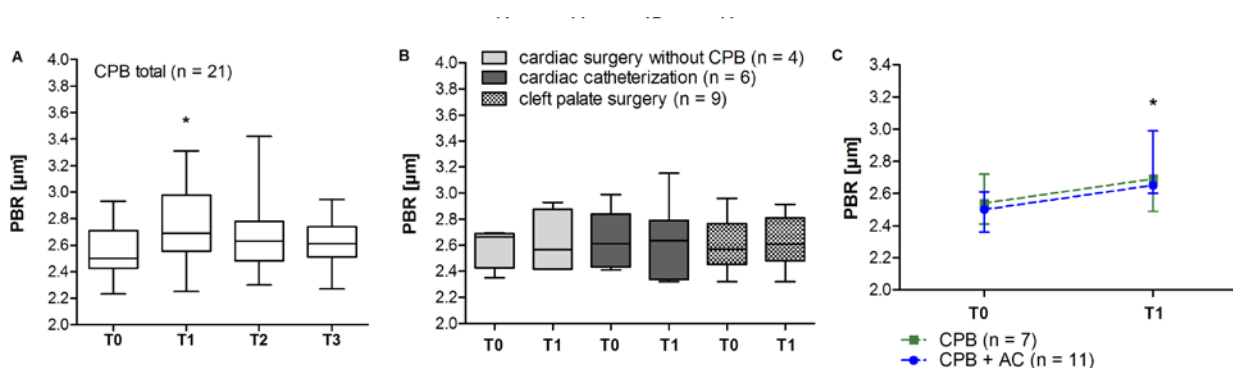 A
CPB total (n = 21)
*
PBR [µm]
4.0
3.8
3.6
3.4
3.2
3.0
2.8
2.6
2.4
2.2
2.0
T0 T1 T2 T3
B
cardiac surgery without CPB (n = 4)
cardiac catheterization (n = 6)
cleft palate surgery (n = 9)
PBR [µm]
4.0
3.8
3.6
3.4
3.2
3.0
2.8
2.6
2.4
2.2
2.0
T0 T1 T0 T1 T0 T1
C
*
PBR [µm]
3.4
3.2
3.0
2.8
2.6
2.4
2.2
2.0
T0 T1
CPB (n = 7)
CPB + AC (n = 11)